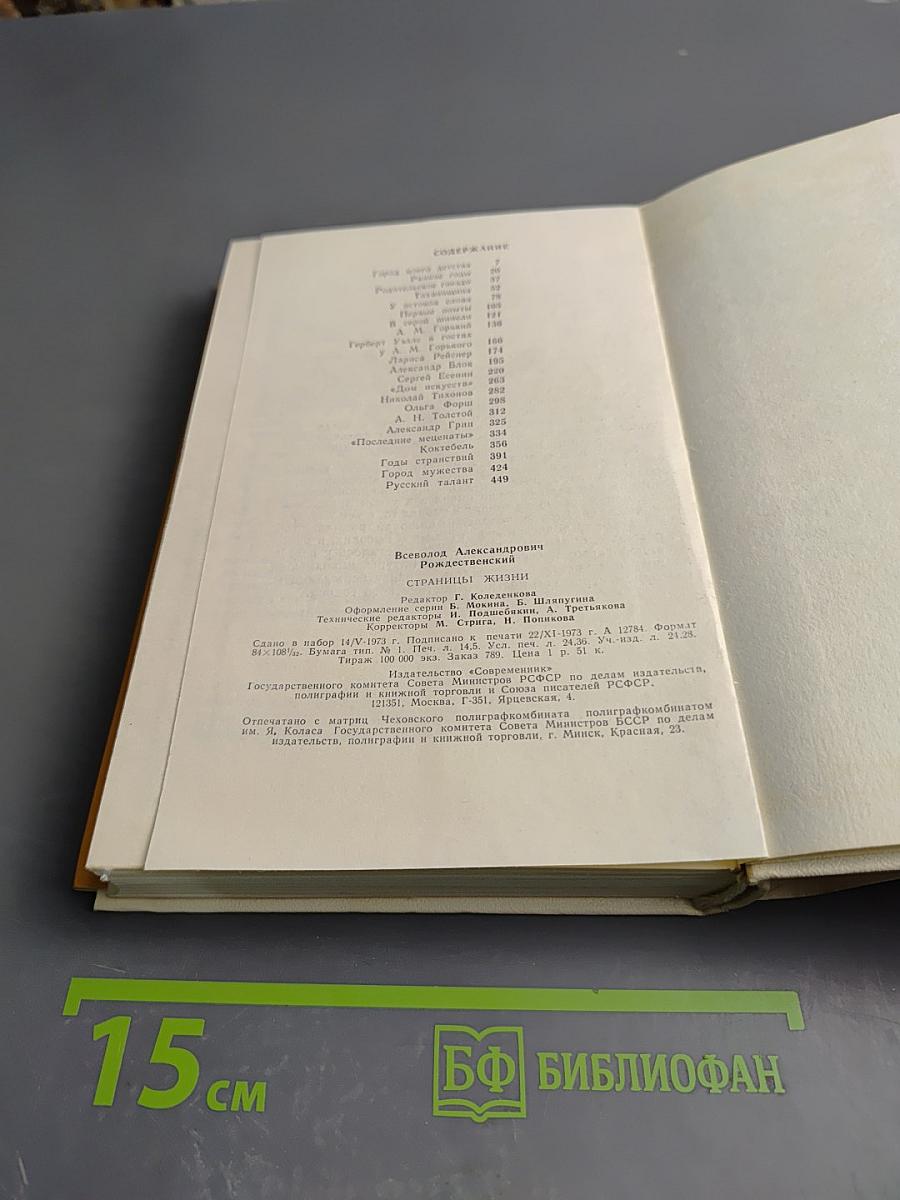 СОДЕРЖАНИЕ
Город моего детства 7
Ранние годы 20
Родительское гнездо 37
52
У истоков слова 78
Первые опыты 105
В серой шинели 121
А. М. Горький 136
Герберт Уэллс в гостях
у А. М. Горького 166
Лариса Рейснер 174
Александр Блок 195
Сергей Есенин 220
«Дом искусств» 263
Николай Тихонов 282
Ольга Форш 298
А. Н. Толстой 312
Александр Грин 325
«Последние меценаты» 334
Коктебель 356
Годы странствий 391
Город мужества 424
Русский талант 449
Всеволод Александрович
Рождественский
СТРАНИЦЫ ЖИЗНИ
Редактор Г. Коледенкова
Оформление серии Б. Мокина, Б. Шляпугина
Технические редакторы И. Подшебякин, А. Третьякова
Корректоры М. Стрига, Н. Попикова
Сдано в набор 14/V-1973 г. Подписано к печати 22/XI-1973 г. А 12784. Формат
84×108¹/₃₂. Бумага тип. № 1. Печ. л. 14,5. Усл. печ. л. 24,36. Уч.-изд. л. 24,28.
Тираж 100 000 экз. Заказ 789. Цена 1 р. 51 к.
Издательство «Современник»
Государственного комитета Совета Министров РСФСР по делам издательств,
полиграфии и книжной торговли и Союза писателей РСФСР.
121351, Москва, Г-351, Ярцевская, 4.
Отпечатано с матриц Чеховского полиграфкомбината полиграфкомбинатом
им. Я. Коласа Государственного комитета Совета Министров БССР по делам
издательств, полиграфии и книжной торговли, г. Минск, Красная, 23.
15 см
БФ БИБЛИОФАН